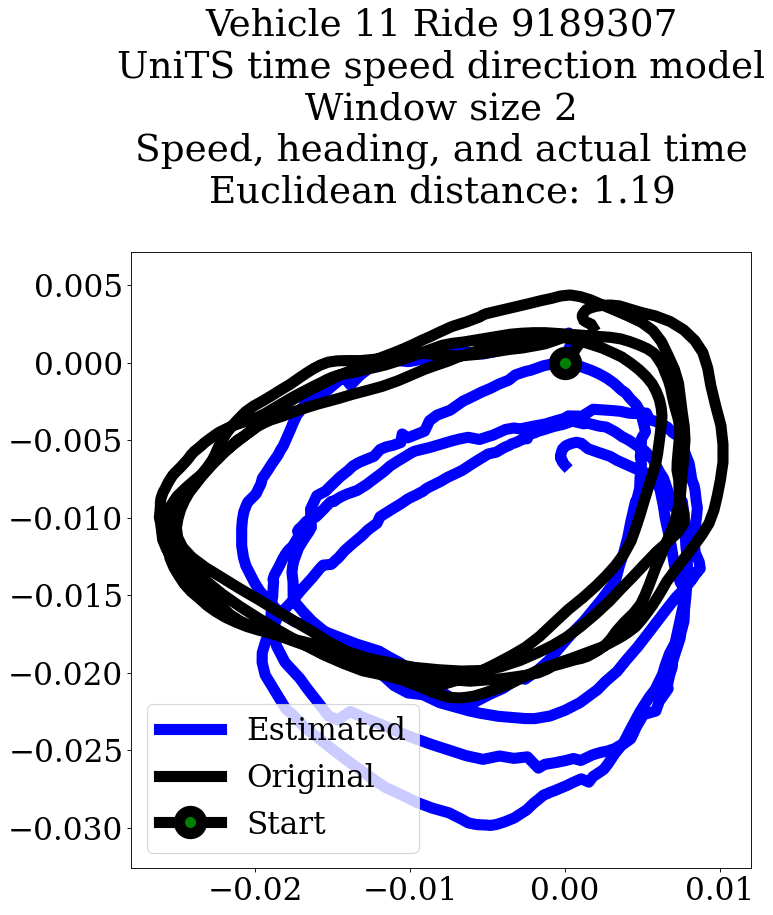 Vehicle 11 Ride 9189307
UniTS time speed direction model
Window size 2
Speed, heading, and actual time
Euclidean distance: 1.19
0.005
0.000
−0.005
−0.010
−0.015
−0.020
−0.025
−0.030
Estimated
Original
Start
−0.02
−0.01
0.00
0.01